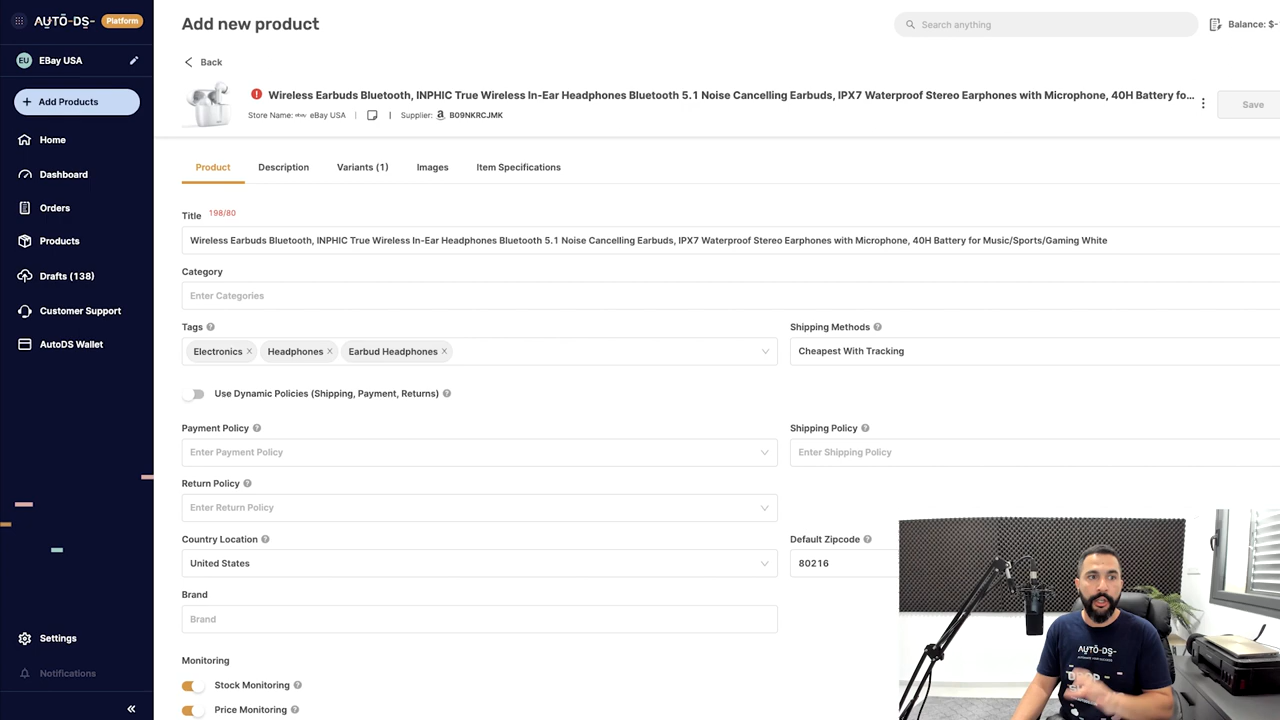 AUTO-DS-
Platform
Add new product
Search anything
Balance: $-
EU
EBay USA
Back
+ Add Products
Wireless Earbuds Bluetooth, INPHIC True Wireless In-Ear Headphones Bluetooth 5.1 Noise Cancelling Earbuds, IPX7 Waterproof Stereo Earphones with Microphone, 40H Battery fo...
Save
Store Name: ebay eBay USA | | Supplier: a B09NKRCJMK
Home
Dashboard
Orders
Products
Drafts (138)
Customer Support
AutoDS Wallet
Settings
Notifications
Product
Description
Variants (1)
Images
Item Specifications
Title 198/80
Wireless Earbuds Bluetooth, INPHIC True Wireless In-Ear Headphones Bluetooth 5.1 Noise Cancelling Earbuds, IPX7 Waterproof Stereo Earphones with Microphone, 40H Battery for Music/Sports/Gaming White
Category
Enter Categories
Tags
Shipping Methods
Electronics
Headphones
Earbud Headphones
Cheapest With Tracking
Use Dynamic Policies (Shipping, Payment, Returns)
Payment Policy
Shipping Policy
Enter Payment Policy
Enter Shipping Policy
Return Policy
Enter Return Policy
Country Location
Default Zipcode
United States
80216
Brand
Brand
Monitoring
Stock Monitoring
Price Monitoring
AUTO-DS-